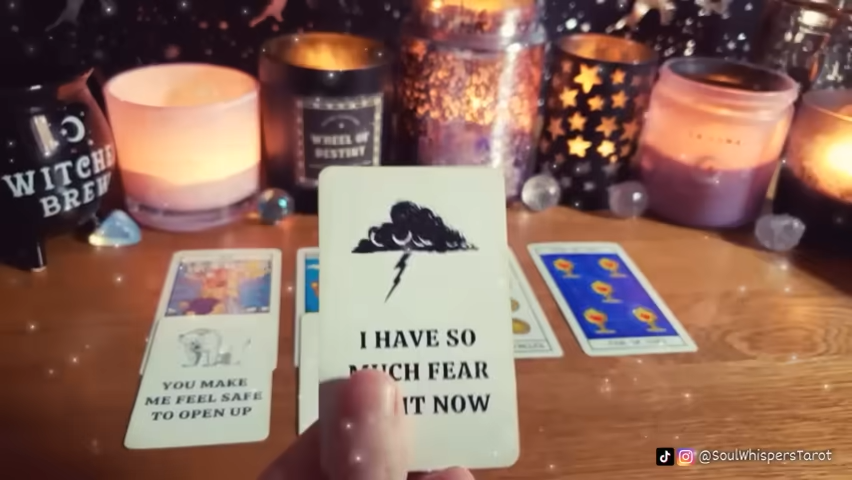 WITCHES
BREW
WHEEL OF
DESTINY
I HAVE SO
MUCH FEAR
IT NOW
YOU MAKE
ME FEEL SAFE
TO OPEN UP
@SoulWhispersTarot